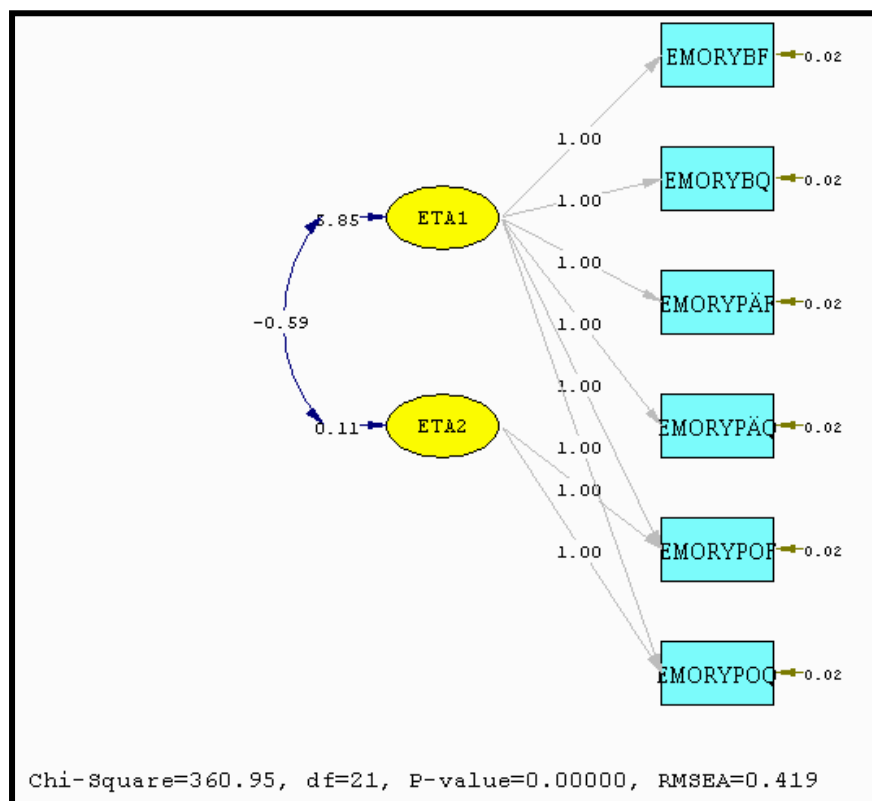 EMORYBF
0.02
1.00
EMORYBQ
0.02
1.00
5.85
ETA1
1.00
EMORYPÄF
0.02
-0.59
1.00
1.00
0.11
ETA2
EMORYPÄQ
0.02
1.00
1.00
EMORYPOF
0.02
1.00
EMORYPOQ
0.02
Chi-Square=360.95, df=21, P-value=0.00000, RMSEA=0.419